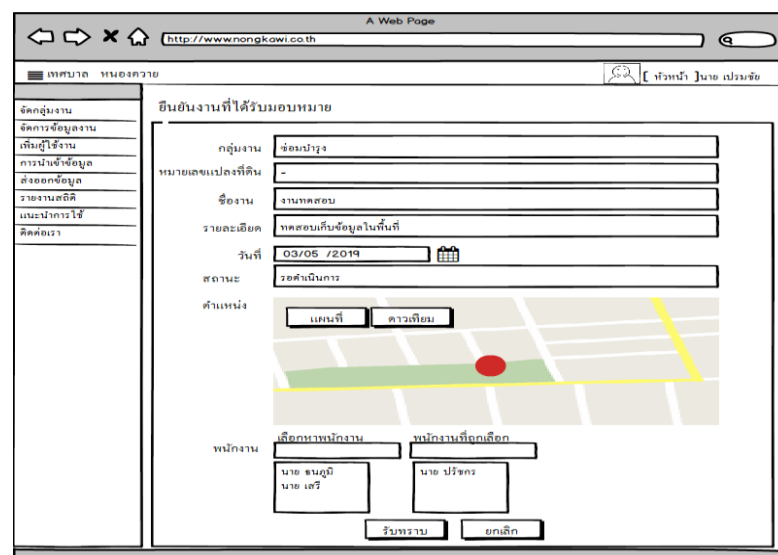 A Web Page
http://www.nongkawi.co.th
เทศบาล หนองควาย
[ หัวหน้า ]นาย เปรมชัย
จัดกลุ่มงาน
จัดการข้อมูลงาน
เพิ่มผู้ใช้งาน
การนำเข้าข้อมูล
ส่งออกข้อมูล
รายงานสถิติ
แนะนำการใช้
ติดต่อเรา
ยืนยันงานที่ได้รับมอบหมาย
กลุ่มงาน ซ่อมบำรุง
หมายเลขแปลงที่ดิน -
ชื่องาน งานทดสอบ
รายละเอียด ทดสอบเก็บข้อมูลในพื้นที่
วันที่ 03/05 /2019
สถานะ รอดำเนินการ
ตำแหน่ง แผนที่ ดาวเทียม
พนักงาน เลือกหาพนักงาน พนักงานที่ถูกเลือก
นาย ธนภูมิ นาย ปรัชกร
นาย เสรี
รับทราบ ยกเลิก